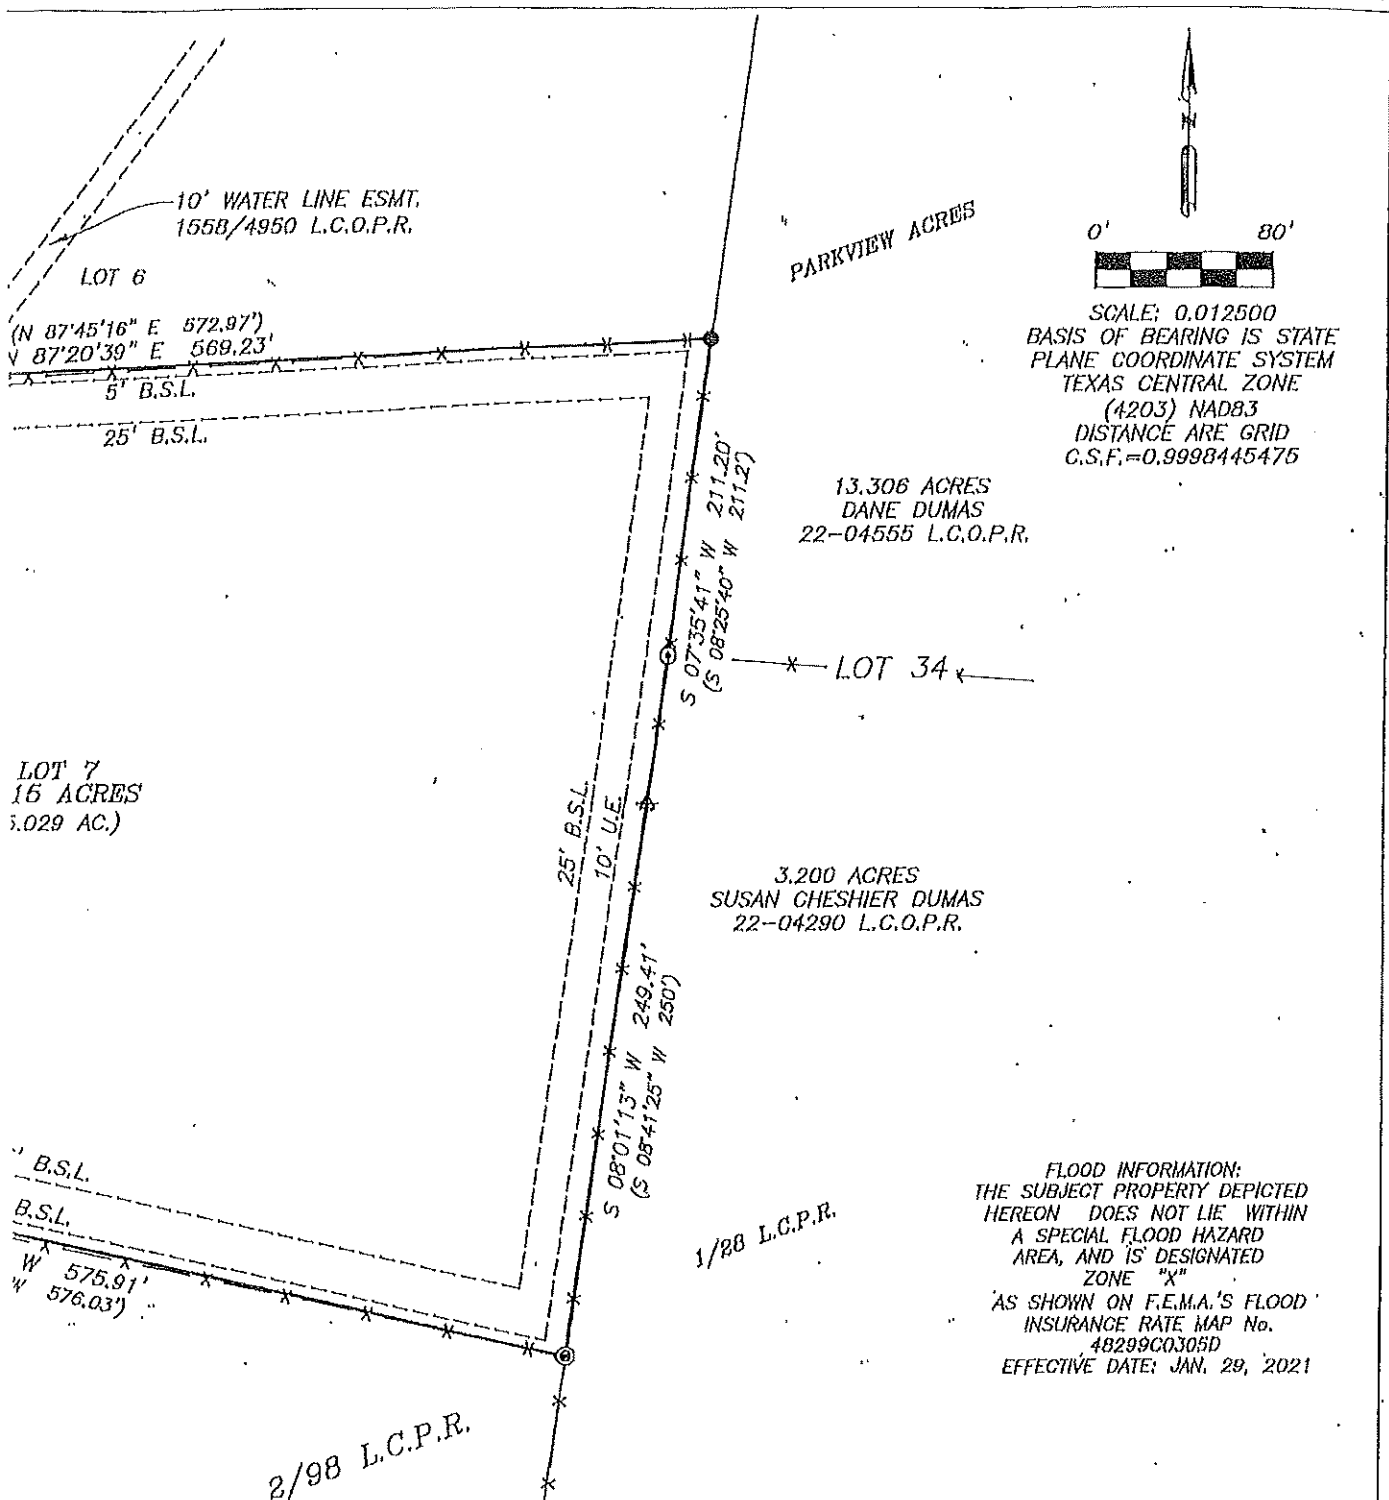 10' WATER LINE ESMT.
1558/4950 L.C.O.P.R.
LOT 6
(N 87°45'16" E 572.97')
87°20'39" E 569.23'
5' B.S.L.
25' B.S.L.
PARKVIEW ACRES
N
0' 80'
SCALE: 0.012500
BASIS OF BEARING IS STATE
PLANE COORDINATE SYSTEM
TEXAS CENTRAL ZONE
(4203) NAD83
DISTANCE ARE GRID
C.S.F.=0.9998445475
S 07°35'41" W 211.20'
(S 08°25'40" W 211.2')
13.306 ACRES
DANE DUMAS
22-04555 L.C.O.P.R.
LOT 34
LOT 7
15 ACRES
5.029 AC.)
25' B.S.L.
10' U.E.
3.200 ACRES
SUSAN CHESHIER DUMAS
22-04290 L.C.O.P.R.
S 08°01'13" W 249.41'
(S 08°41'25" W 250')
' B.S.L.
B.S.L.
W 575.91'
W 576.03')
1/28 L.C.P.R.
2/98 L.C.P.R.
FLOOD INFORMATION:
THE SUBJECT PROPERTY DEPICTED
HEREON DOES NOT LIE WITHIN
A SPECIAL FLOOD HAZARD
AREA, AND IS DESIGNATED
ZONE "X"
AS SHOWN ON F.E.M.A.'S FLOOD
INSURANCE RATE MAP No.
48299C0305D
EFFECTIVE DATE: JAN. 29, 2021